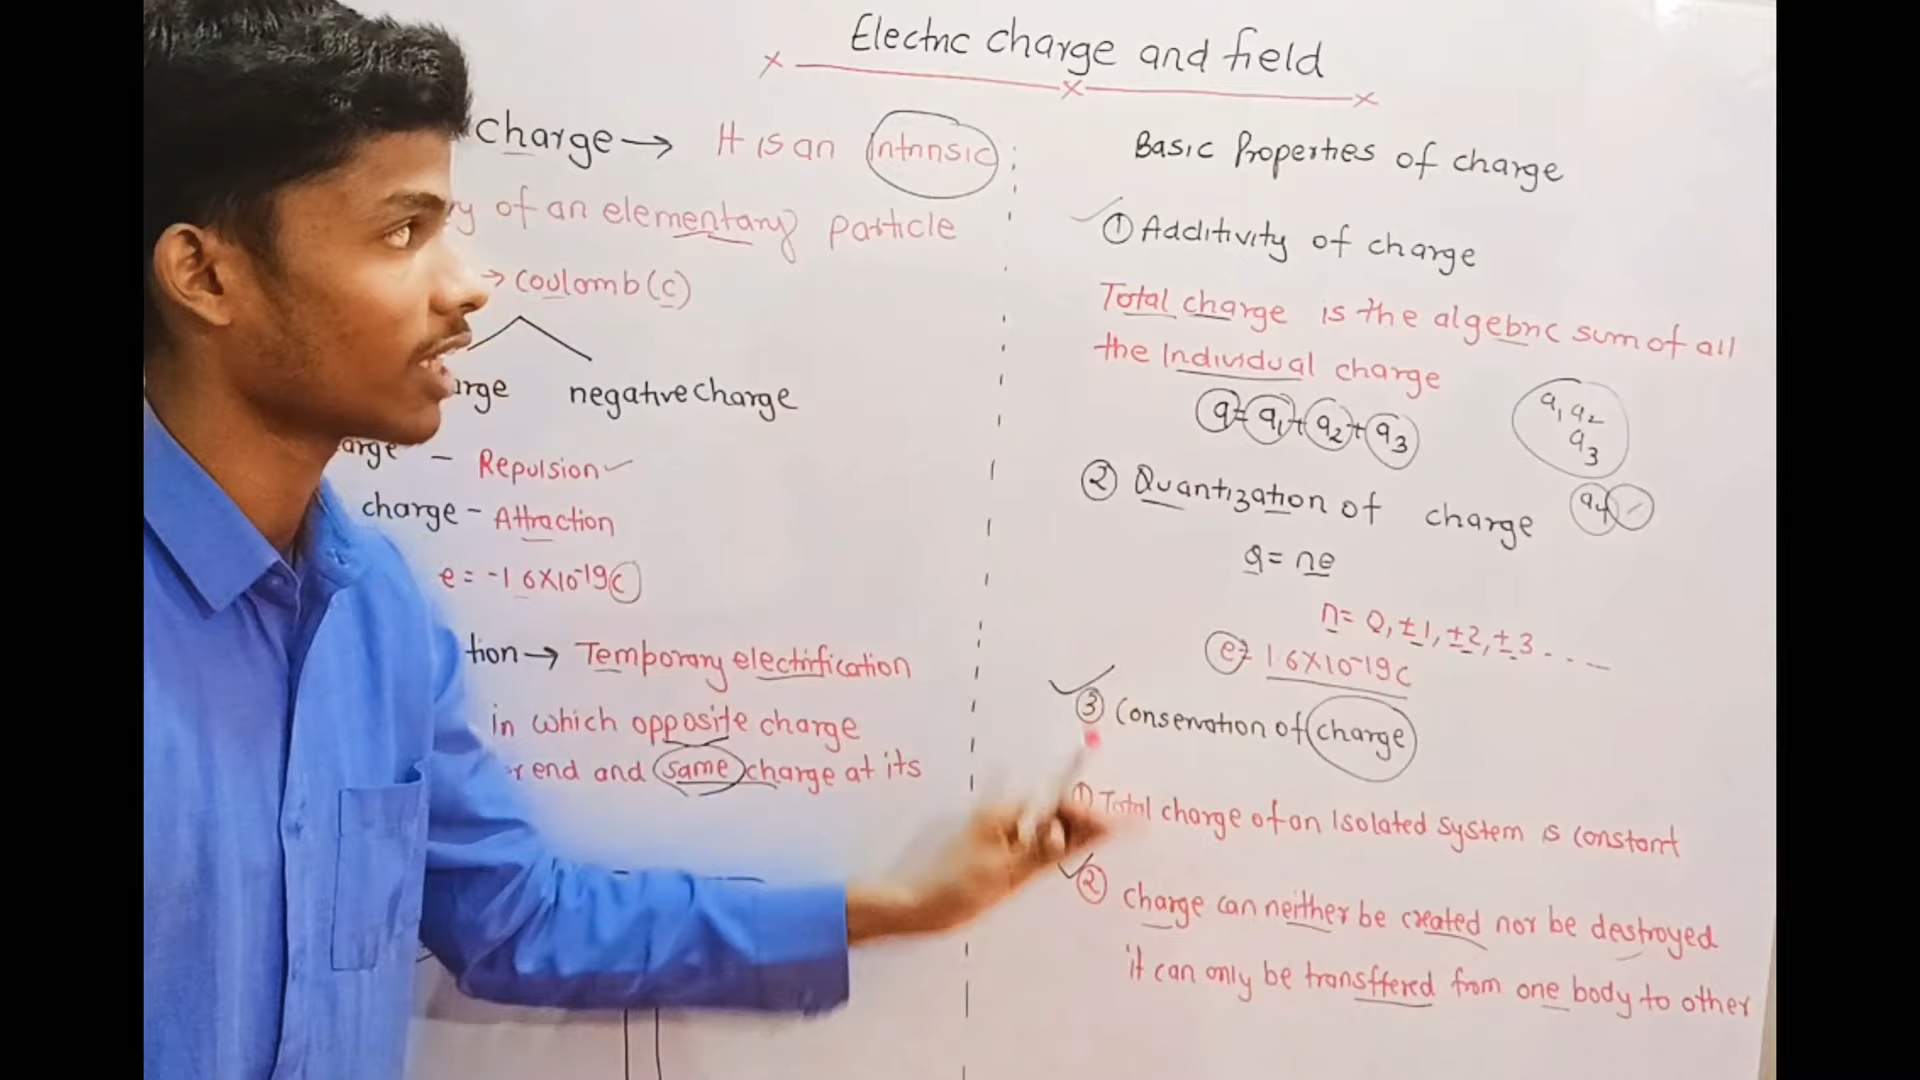 Electric charge and field
charge → It is an Intrinsic
of an elementary particle
→ coulomb (c)
negative charge
charge - Repulsion
charge - Attraction
e = -1.6×10⁻¹⁹C
→ Temporary electrification
in which opposite charge
end and same charge at its
Basic Properties of charge
① Additivity of charge
Total charge is the algebric sum of all
the Individual charge
q = q₁ + q₂ + q₃
q₁ q₂
q₃
q₄
② Quantization of charge
Q = ne
n = 0, ±1, ±2, ±3 - - - -
e = 1.6×10⁻¹⁹C
③ Conservation of charge
① Total charge of an Isolated system is constant
② charge can neither be created nor be destroyed
it can only be transffered from one body to other